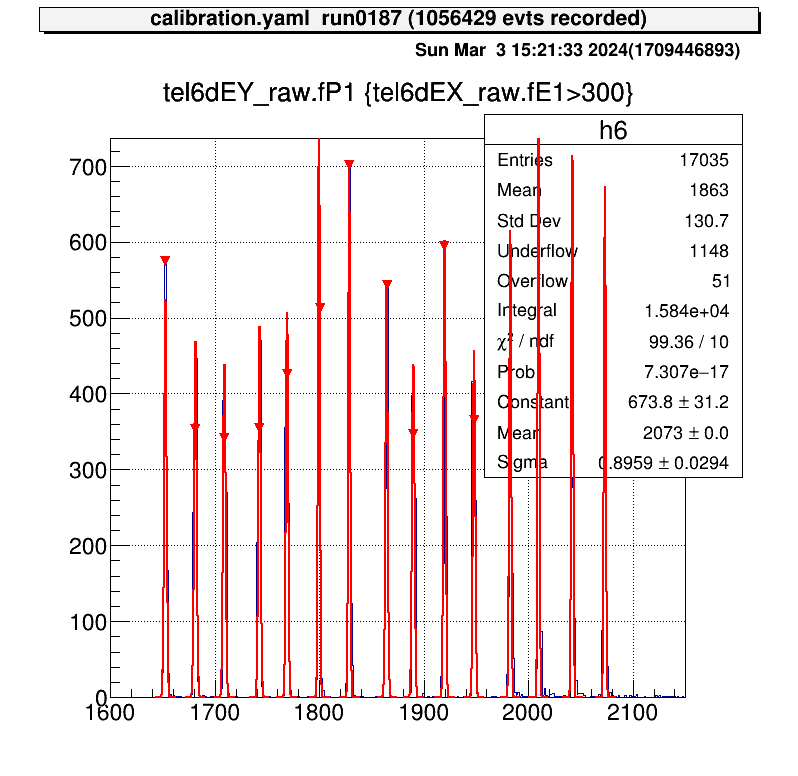 calibration.yaml run0187 (1056429 evts recorded)
Sun Mar 3 15:21:33 2024(1709446893)
tel6dEY_raw.fP1 {tel6dEX_raw.fE1>300}
h6
Entries 17035
Mean 1863
Std Dev 130.7
Underflow 1148
Overflow 51
Integral 1.584e+04
χ² / ndf 99.36 / 10
Prob 7.307e−17
Constant 673.8 ± 31.2
Mean 2073 ± 0.0
Sigma 0.8959 ± 0.0294
700
600
500
400
300
200
100
0
1600 1700 1800 1900 2000 2100